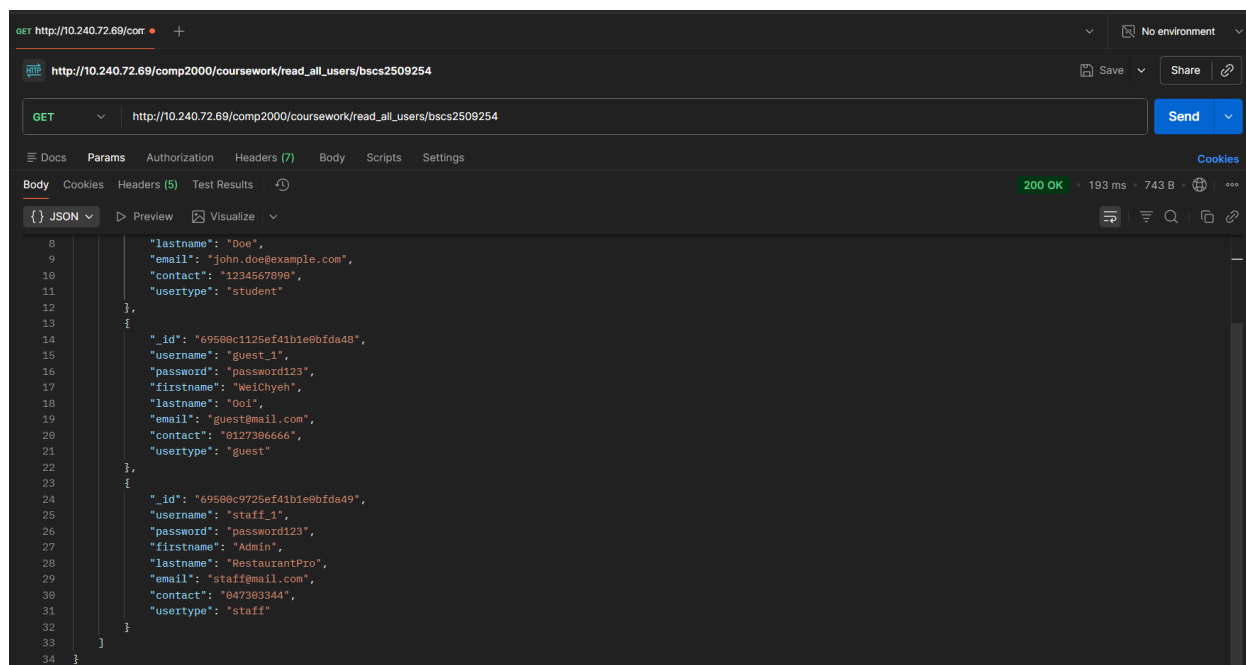 GET http://10.240.72.69/com
No environment
HTTP http://10.240.72.69/comp2000/coursework/read_all_users/bscs2509254
Save Share
GET http://10.240.72.69/comp2000/coursework/read_all_users/bscs2509254 Send
Docs Params Authorization Headers (7) Body Scripts Settings Cookies
Body Cookies Headers (5) Test Results 200 OK • 193 ms • 743 B
{} JSON Preview Visualize
8 "lastname": "Doe",
9 "email": "john.doe@example.com",
10 "contact": "1234567890",
11 "usertype": "student"
12 },
13 {
14 "_id": "69500c1125ef41b1e0bfda48",
15 "username": "guest_1",
16 "password": "password123",
17 "firstname": "WeiChyeh",
18 "lastname": "Ooi",
19 "email": "guest@mail.com",
20 "contact": "0127306666",
21 "usertype": "guest"
22 },
23 {
24 "_id": "69500c9725ef41b1e0bfda49",
25 "username": "staff_1",
26 "password": "password123",
27 "firstname": "Admin",
28 "lastname": "RestaurantPro",
29 "email": "staff@mail.com",
30 "contact": "047303344",
31 "usertype": "staff"
32 }
33 ]
34 }